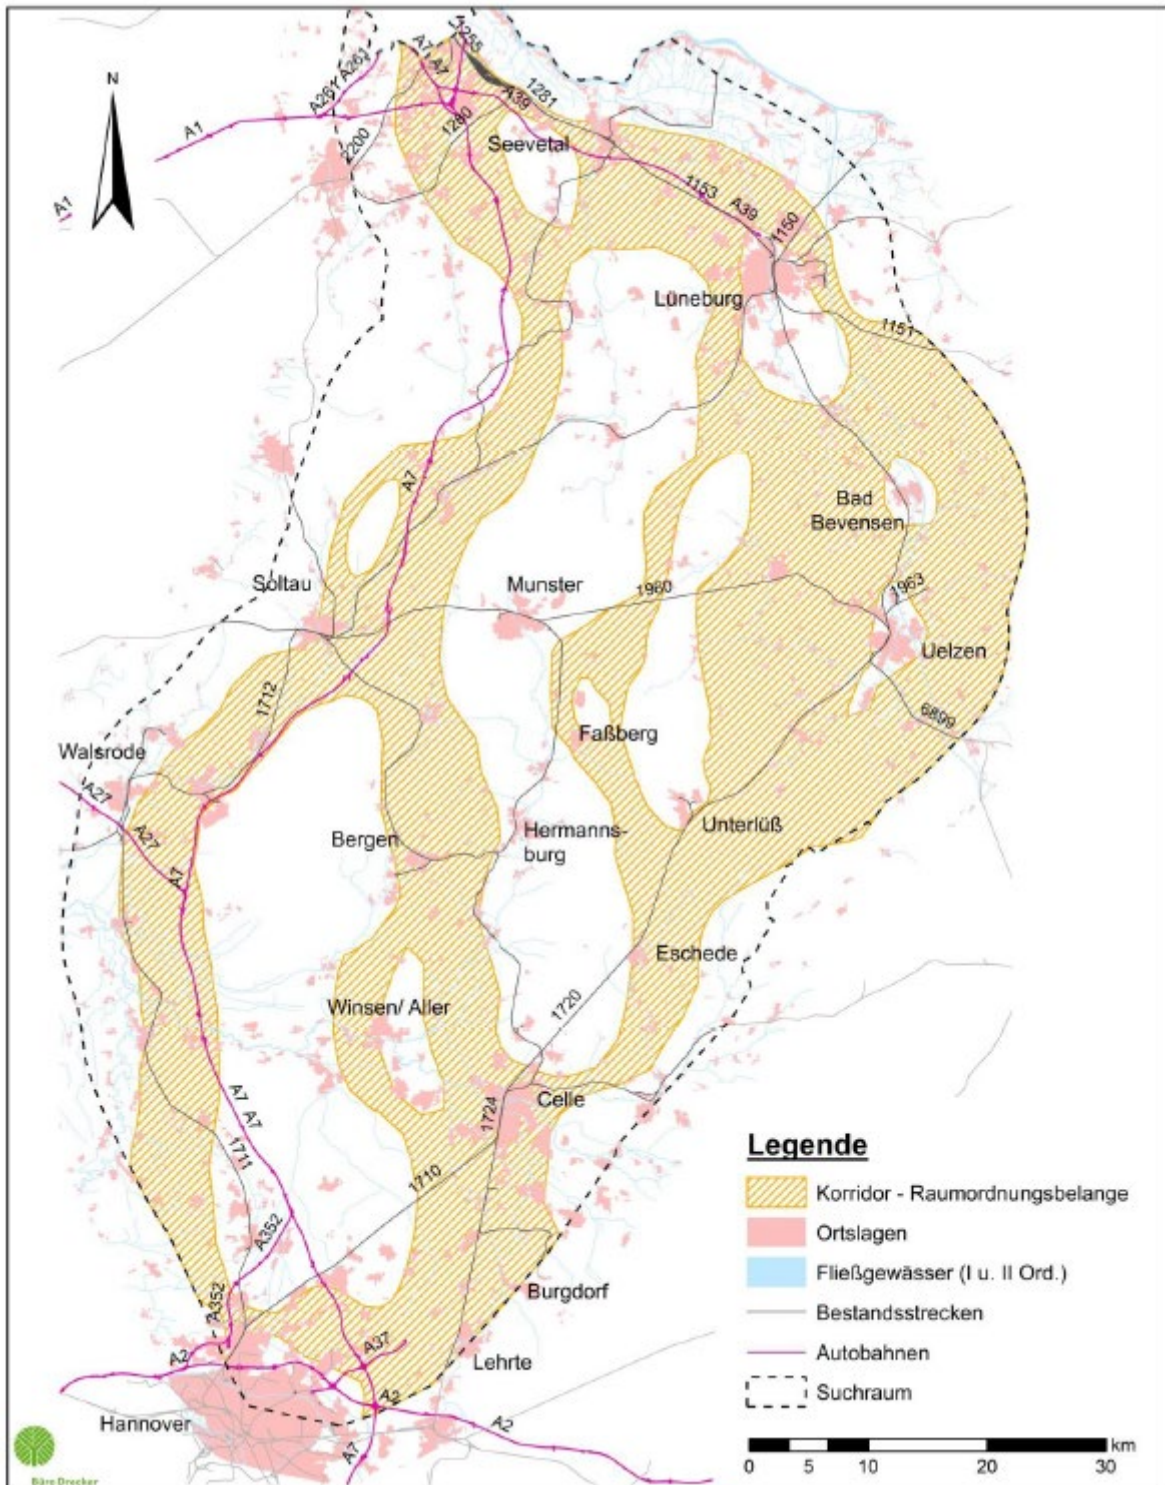 N
1255
A7 A7
A261 A261
A1
A39
1281
1280
2200
Seevetal
1153
A39
1150
A1
Lüneburg
1151
A7
Bad
Bevensen
Soltau
Munster
1960
1963
Uelzen
1712
6899
Walsrode
Faßberg
A27
A27
Bergen
Hermanns-
burg
Unterlüß
A7
Eschede
Winsen/ Aller
1720
Celle
A7 A7
1724
1711
1710
A352
A352
Burgdorf
A37
A2
Lehrte
A2
Hannover
A2
A7
Legende
Korridor - Raumordnungsbelange
Ortslagen
Fließgewässer (I u. II Ord.)
Bestandsstrecken
Autobahnen
Suchraum
km
0 5 10 20 30
Büro Drecker